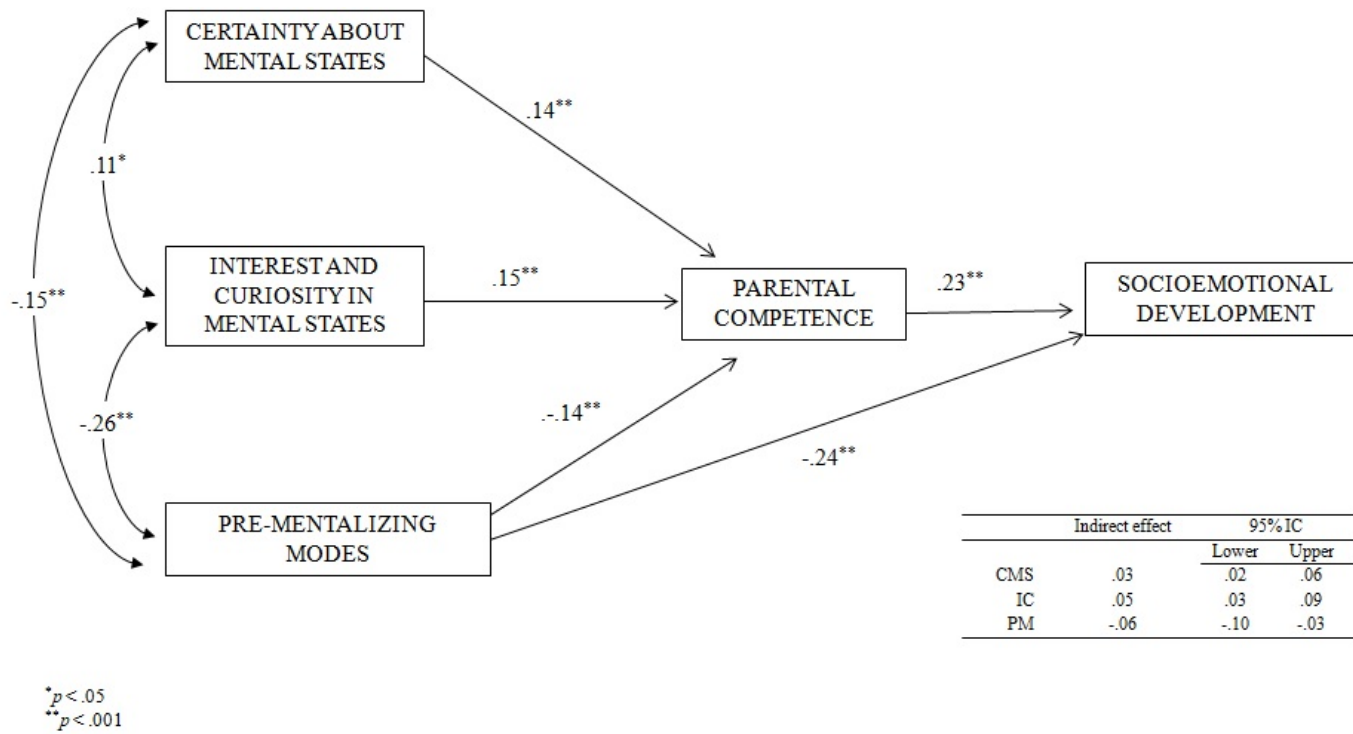 CERTAINTY ABOUT
MENTAL STATES
.14**
.11*
INTEREST AND
CURIOSITY IN
MENTAL STATES
.15**
PARENTAL
COMPETENCE
.23**
SOCIOEMOTIONAL
DEVELOPMENT
-.15**
-.26**
.-.14**
-.24**
PRE-MENTALIZING
MODES
Indirect effect 95% IC
Lower Upper
CMS .03 .02 .06
IC .05 .03 .09
PM -.06 -.10 -.03
*p < .05
**p < .001